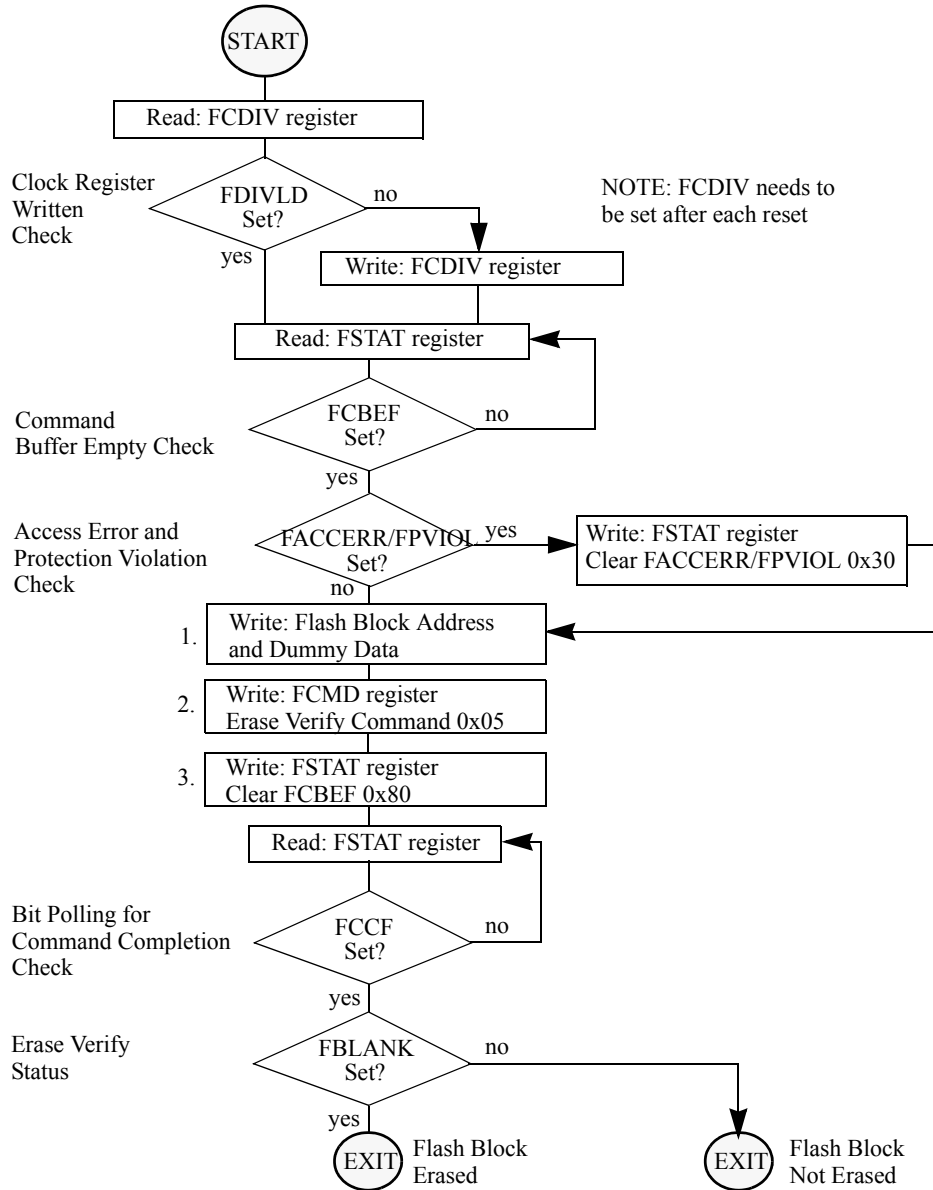 START
Read: FCDIV register
Clock Register
Written
Check
FDIVLD
Set?
no
yes
NOTE: FCDIV needs to
be set after each reset
Write: FCDIV register
Read: FSTAT register
Command
Buffer Empty Check
FCBEF
Set?
no
yes
Access Error and
Protection Violation
Check
FACCERR/FPVIOL
Set?
yes
no
Write: FSTAT register
Clear FACCERR/FPVIOL 0x30
1.
Write: Flash Block Address
and Dummy Data
2.
Write: FCMD register
Erase Verify Command 0x05
3.
Write: FSTAT register
Clear FCBEF 0x80
Read: FSTAT register
Bit Polling for
Command Completion
Check
FCCF
Set?
no
yes
Erase Verify
Status
FBLANK
Set?
no
yes
EXIT
Flash Block
Erased
EXIT
Flash Block
Not Erased